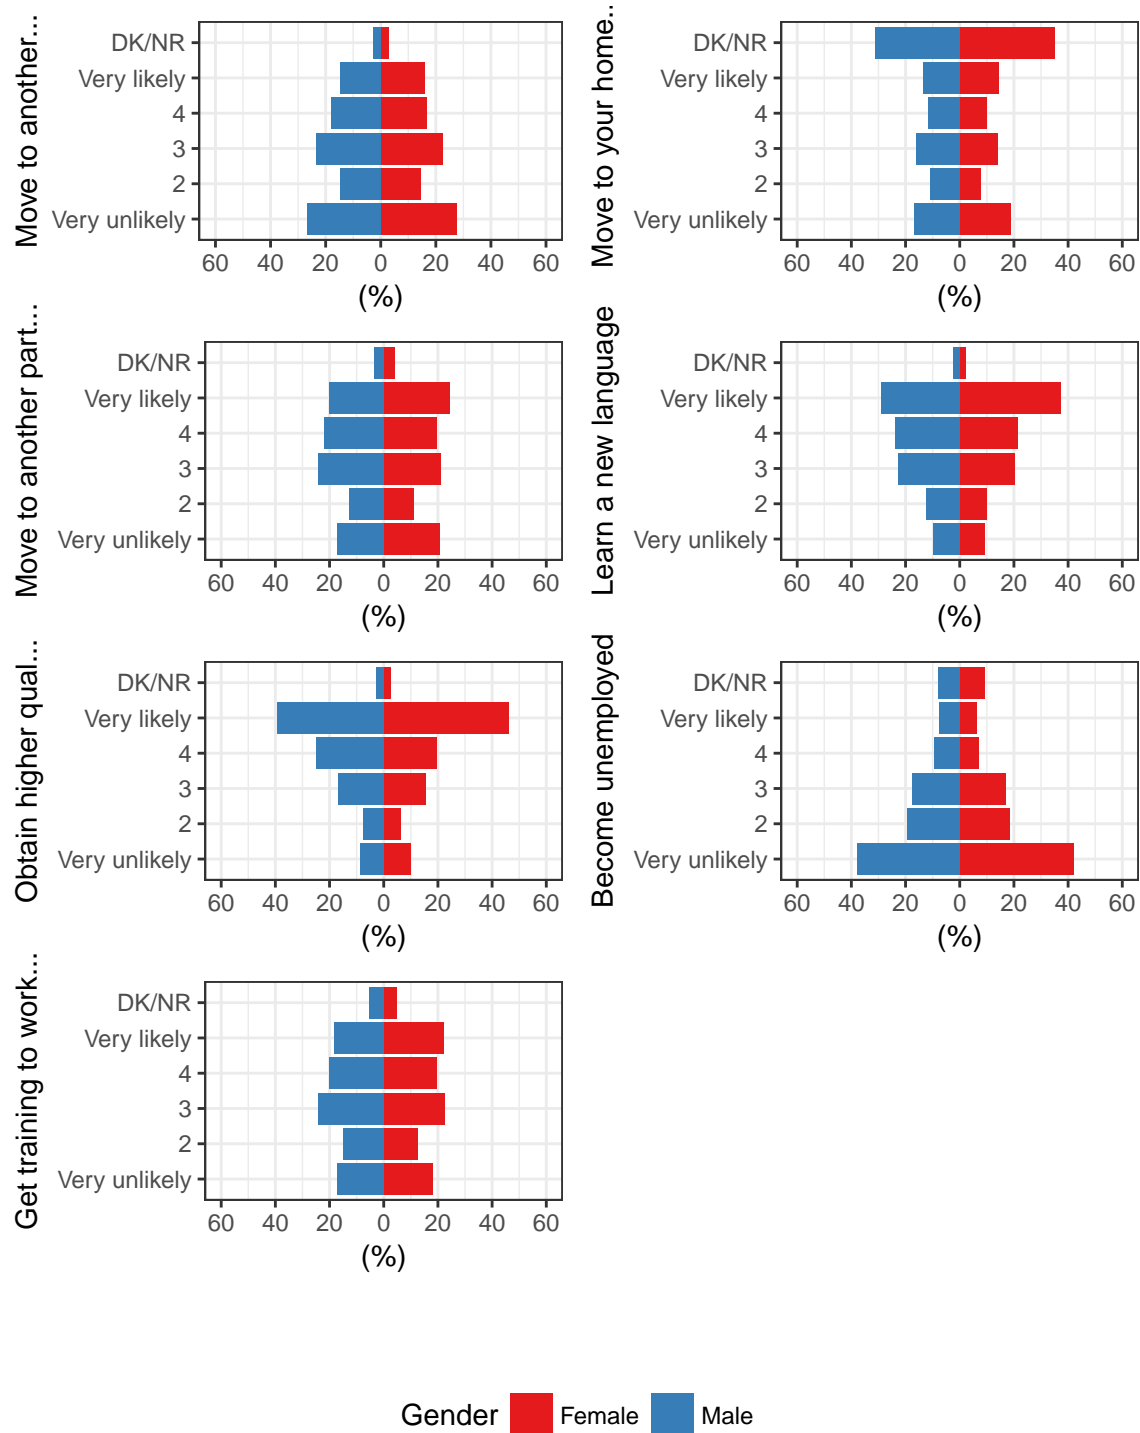 Move to another...
DK/NR
Very likely
4
3
2
Very unlikely
60 40 20 0 20 40 60
(%)
Move to your home..
DK/NR
Very likely
4
3
2
Very unlikely
60 40 20 0 20 40 60
(%)
Move to another part...
DK/NR
Very likely
4
3
2
Very unlikely
60 40 20 0 20 40 60
(%)
Learn a new language
DK/NR
Very likely
4
3
2
Very unlikely
60 40 20 0 20 40 60
(%)
Obtain higher qual...
DK/NR
Very likely
4
3
2
Very unlikely
60 40 20 0 20 40 60
(%)
Become unemployed
DK/NR
Very likely
4
3
2
Very unlikely
60 40 20 0 20 40 60
(%)
Get training to work...
DK/NR
Very likely
4
3
2
Very unlikely
60 40 20 0 20 40 60
(%)
Gender Female Male